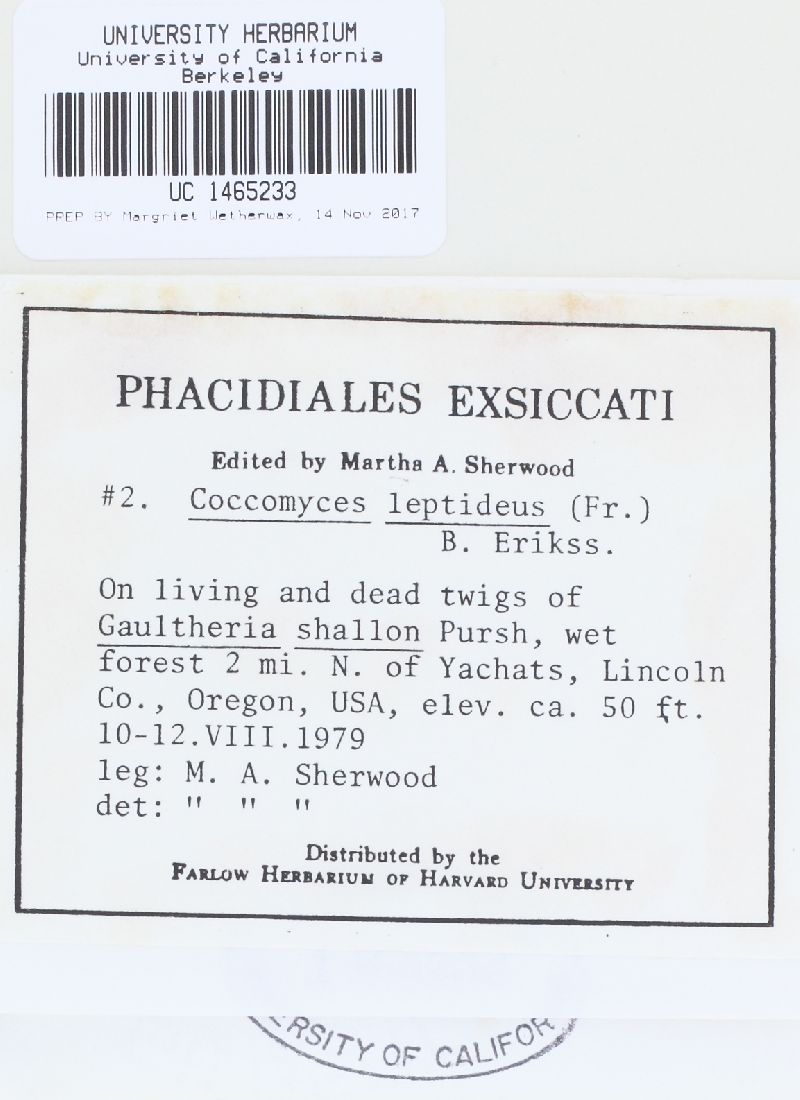 UNIVERSITY HERBARIUM
University of California
Berkeley
UC 1465233
PREP BY Margriet Wetherwax, 14 Nov 2017
PHACIDIALES EXSICCATI
Edited by Martha A. Sherwood
#2. Coccomyces leptideus (Fr.)
B. Erikss.
On living and dead twigs of
Gaultheria shallon Pursh, wet
forest 2 mi. N. of Yachats, Lincoln
Co., Oregon, USA, elev. ca. 50 ft.
10-12.VIII.1979
leg: M. A. Sherwood
det: " " "
Distributed by the
FARLOW HERBARIUM OF HARVARD UNIVERSITY
ERSITY OF CALIFOR